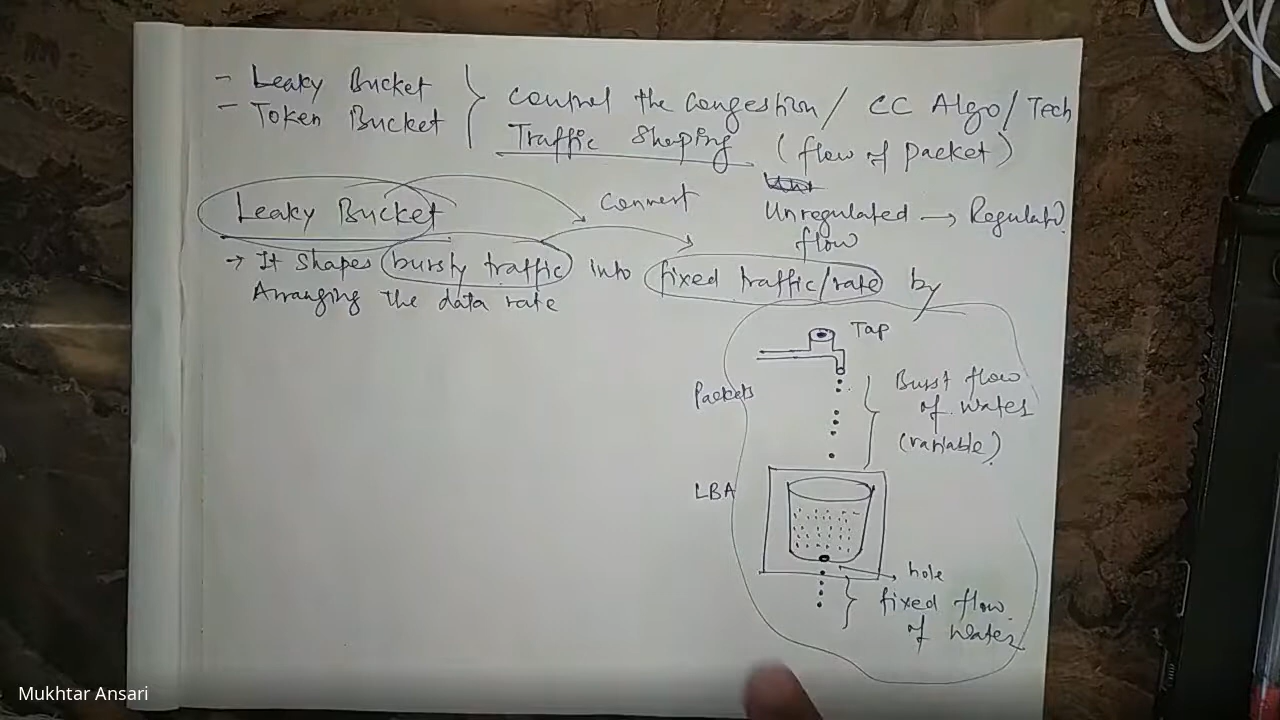 - Leaky Bucket
- Token Bucket
Control the Congestion / CC Algo / Tech
Traffic Shaping (flow of packet)
Leaky Bucket
Convert
Unregulated → Regulated
flow
→ It shapes bursty traffic into fixed traffic/rate by
Arranging the data rate
Tap
Packets
Burst flow
of water
(variable)
LBA
hole
fixed flow
of water
Mukhtar Ansari